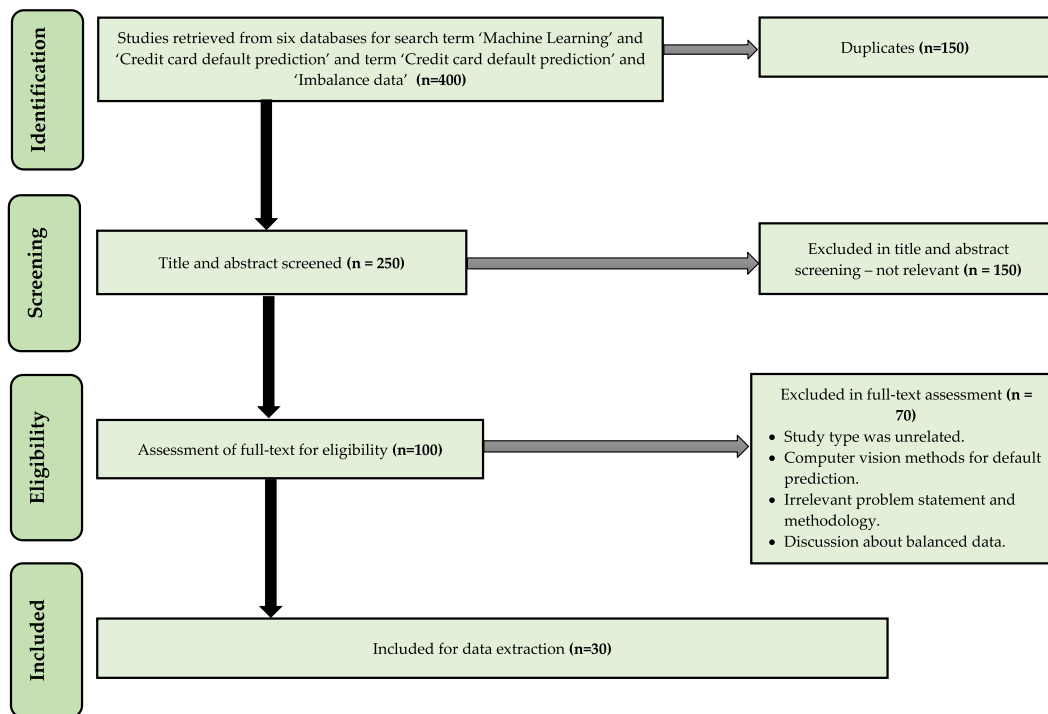 Identification
Studies retrieved from six databases for search term ‘Machine Learning’ and
‘Credit card default prediction’ and term ‘Credit card default prediction’ and
‘Imbalance data’ (n=400)
Duplicates (n=150)
Screening
Title and abstract screened (n = 250)
Excluded in title and abstract
screening – not relevant (n = 150)
Eligibility
Assessment of full-text for eligibility (n=100)
Excluded in full-text assessment (n =
70)
• Study type was unrelated.
• Computer vision methods for default
prediction.
• Irrelevant problem statement and
methodology.
• Discussion about balanced data.
Included
Included for data extraction (n=30)